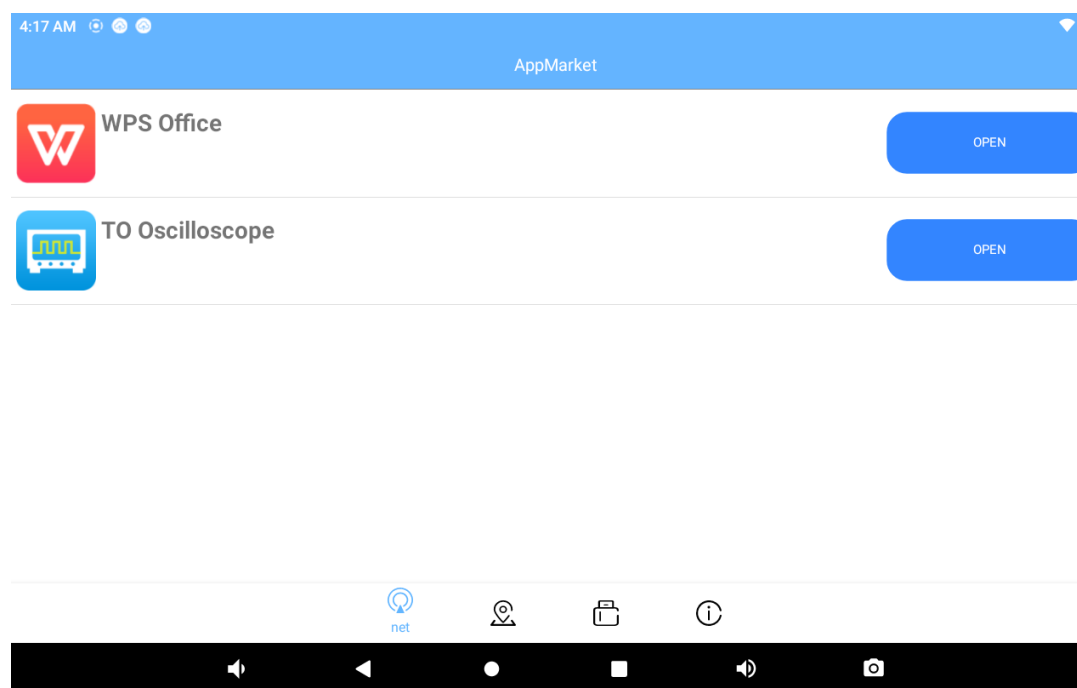 4:17 AM
AppMarket
WPS Office
OPEN
TO Oscilloscope
OPEN
net